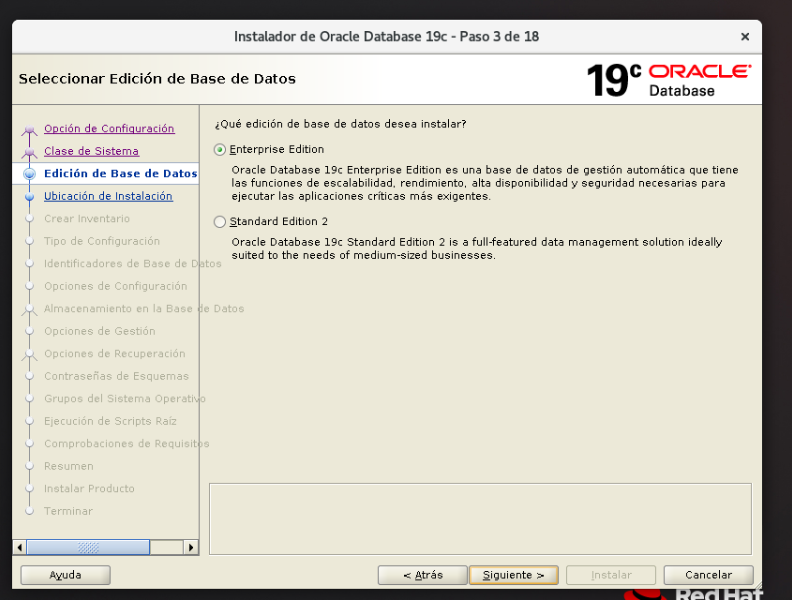 Instalador de Oracle Database 19c - Paso 3 de 18
×
Seleccionar Edición de Base de Datos
19c ORACLE
Database
Opción de Configuración
Clase de Sistema
Edición de Base de Datos
Ubicación de Instalación
Crear Inventario
Tipo de Configuración
Identificadores de Base de Datos
Opciones de Configuración
Almacenamiento en la Base de Datos
Opciones de Gestión
Opciones de Recuperación
Contraseñas de Esquemas
Grupos del Sistema Operativo
Ejecución de Scripts Raíz
Comprobaciones de Requisitos
Resumen
Instalar Producto
Terminar
¿Qué edición de base de datos desea instalar?
Enterprise Edition
Oracle Database 19c Enterprise Edition es una base de datos de gestión automática que tiene
las funciones de escalabilidad, rendimiento, alta disponibilidad y seguridad necesarias para
ejecutar las aplicaciones críticas más exigentes.
Standard Edition 2
Oracle Database 19c Standard Edition 2 is a full-featured data management solution ideally
suited to the needs of medium-sized businesses.
Ayuda
< Atrás
Siguiente >
Instalar
Cancelar
Red Hat